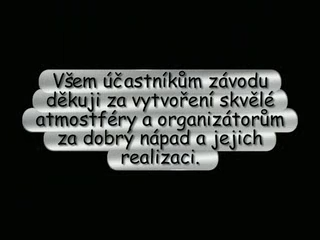 Všem účastníkům závodu
děkuji za vytvoření skvělé
atmostféry a organizátorům
za dobrý nápad a jejich
realizaci.